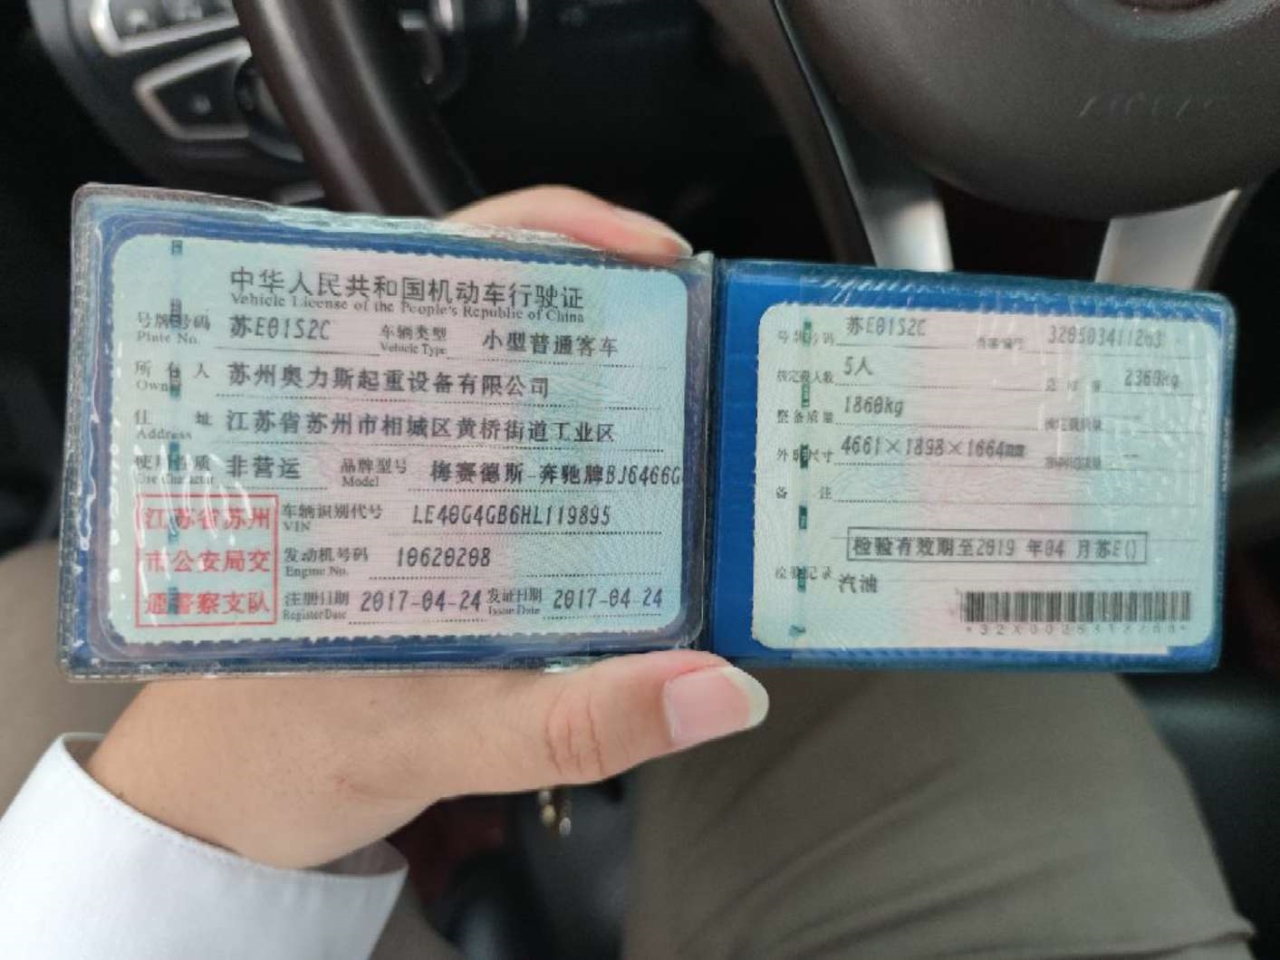 中华人民共和国机动车行驶证
Vehicle License of the People's Republic of China
号牌号码 苏E01S2C 车辆类型 小型普通客车
Plate No. Vehicle Type
所有人 苏州奥力斯起重设备有限公司
Owner
住址 江苏省苏州市相城区黄桥街道工业区
Address
使用性质 非营运 品牌型号 梅赛德斯-奔驰牌BJ6466G
Use Character Model
江苏省苏州
市公安局交
通警察支队
车辆识别代号 LE40G4GB6HL119895
VIN
发动机号码 10620208
Engine No.
注册日期 2017-04-24 发证日期 2017-04-24
Register Date Issue Date
号牌号码 苏E01S2C 档案编号 320503411263
核定载人数 5人 总质量 2360kg
整备质量 1860kg 核定载质量 --
外廓尺寸 4661×1898×1664mm
备注
检验有效期至2019 年04 月苏E()
检验记录 汽油